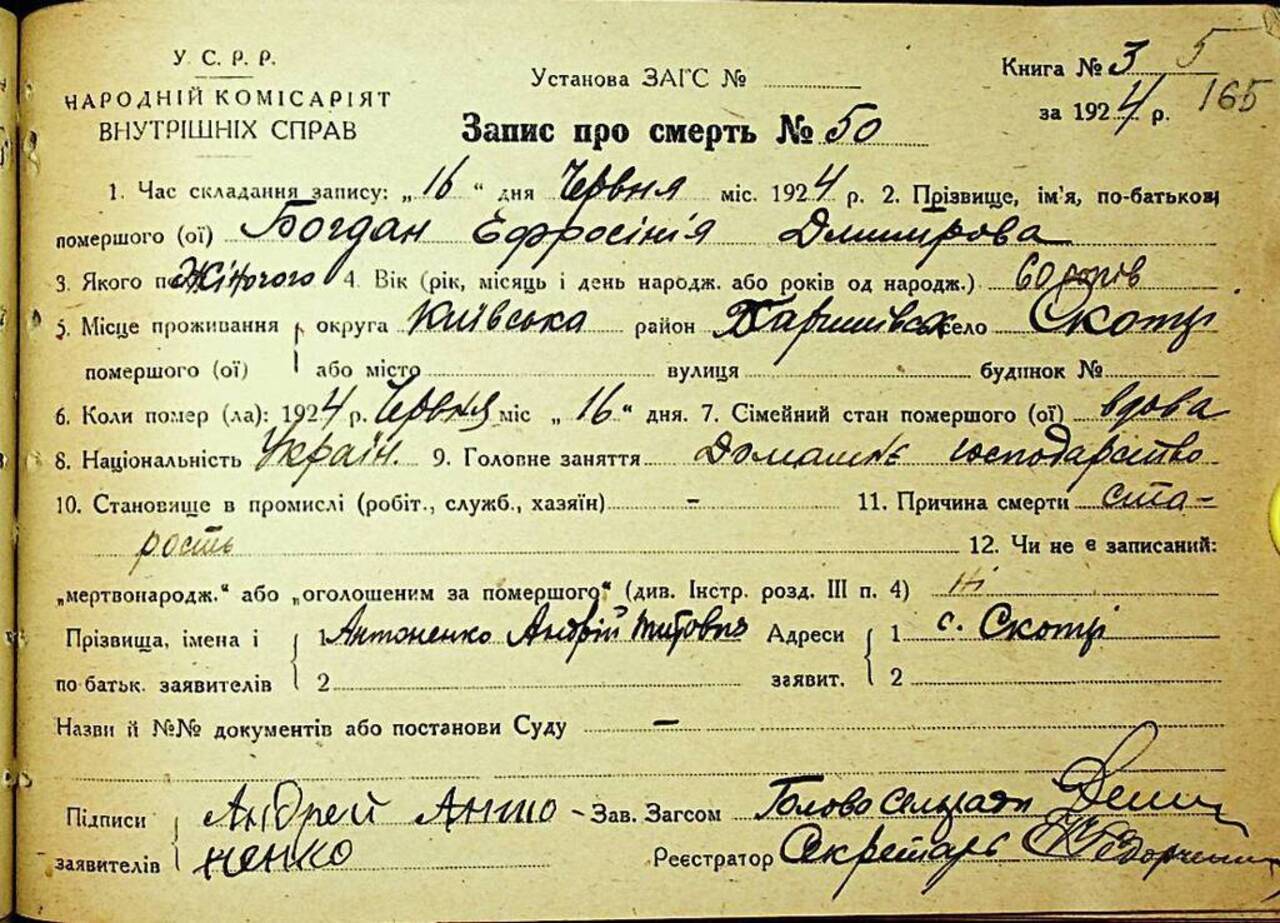 У. С. Р. Р.
НАРОДНІЙ КОМІСАРІЯТ
ВНУТРІШНІХ СПРАВ
Установа ЗАГС №
Книга № 3 5
за 1924 р. 165
Запис про смерть № 50
1. Час складання запису: „16“ дня Червня міс. 1924 р. 2. Прізвище, ім'я, по-батькові
помершого (ої) Богдан Ефросінія Дмитрова
3. Якого по Жіночого 4. Вік (рік, місяць і день народж. або років од народж.) 60 років
5. Місце проживання округа Київська район село Скотці
помершого (ої) або місто вулиця будинок №
6. Коли помер (ла): 1924 р. Червня міс „16“ дня. 7. Сімейний стан помершого (ої) вдова
8. Національність Україн. 9. Головне заняття Домашнє господарство
10. Становище в промислі (робіт., служб., хазяїн) - 11. Причина смерти ста-
рость 12. Чи не є записаний:
„мертвонародж.“ або „оголошеним за помершого“ (див. Інстр. розд. III п. 4) Ні
Прізвища, імена і 1 Антоненко Андрій Титович Адреси 1 с. Скотці
по батьк. заявителів 2 заявит. 2
Назви й №№ документів або постанови Суду —
Підписи Андрей Анто- Зав. Загсом Голова сельради
заявителів ненко Реєстратор Секретарь